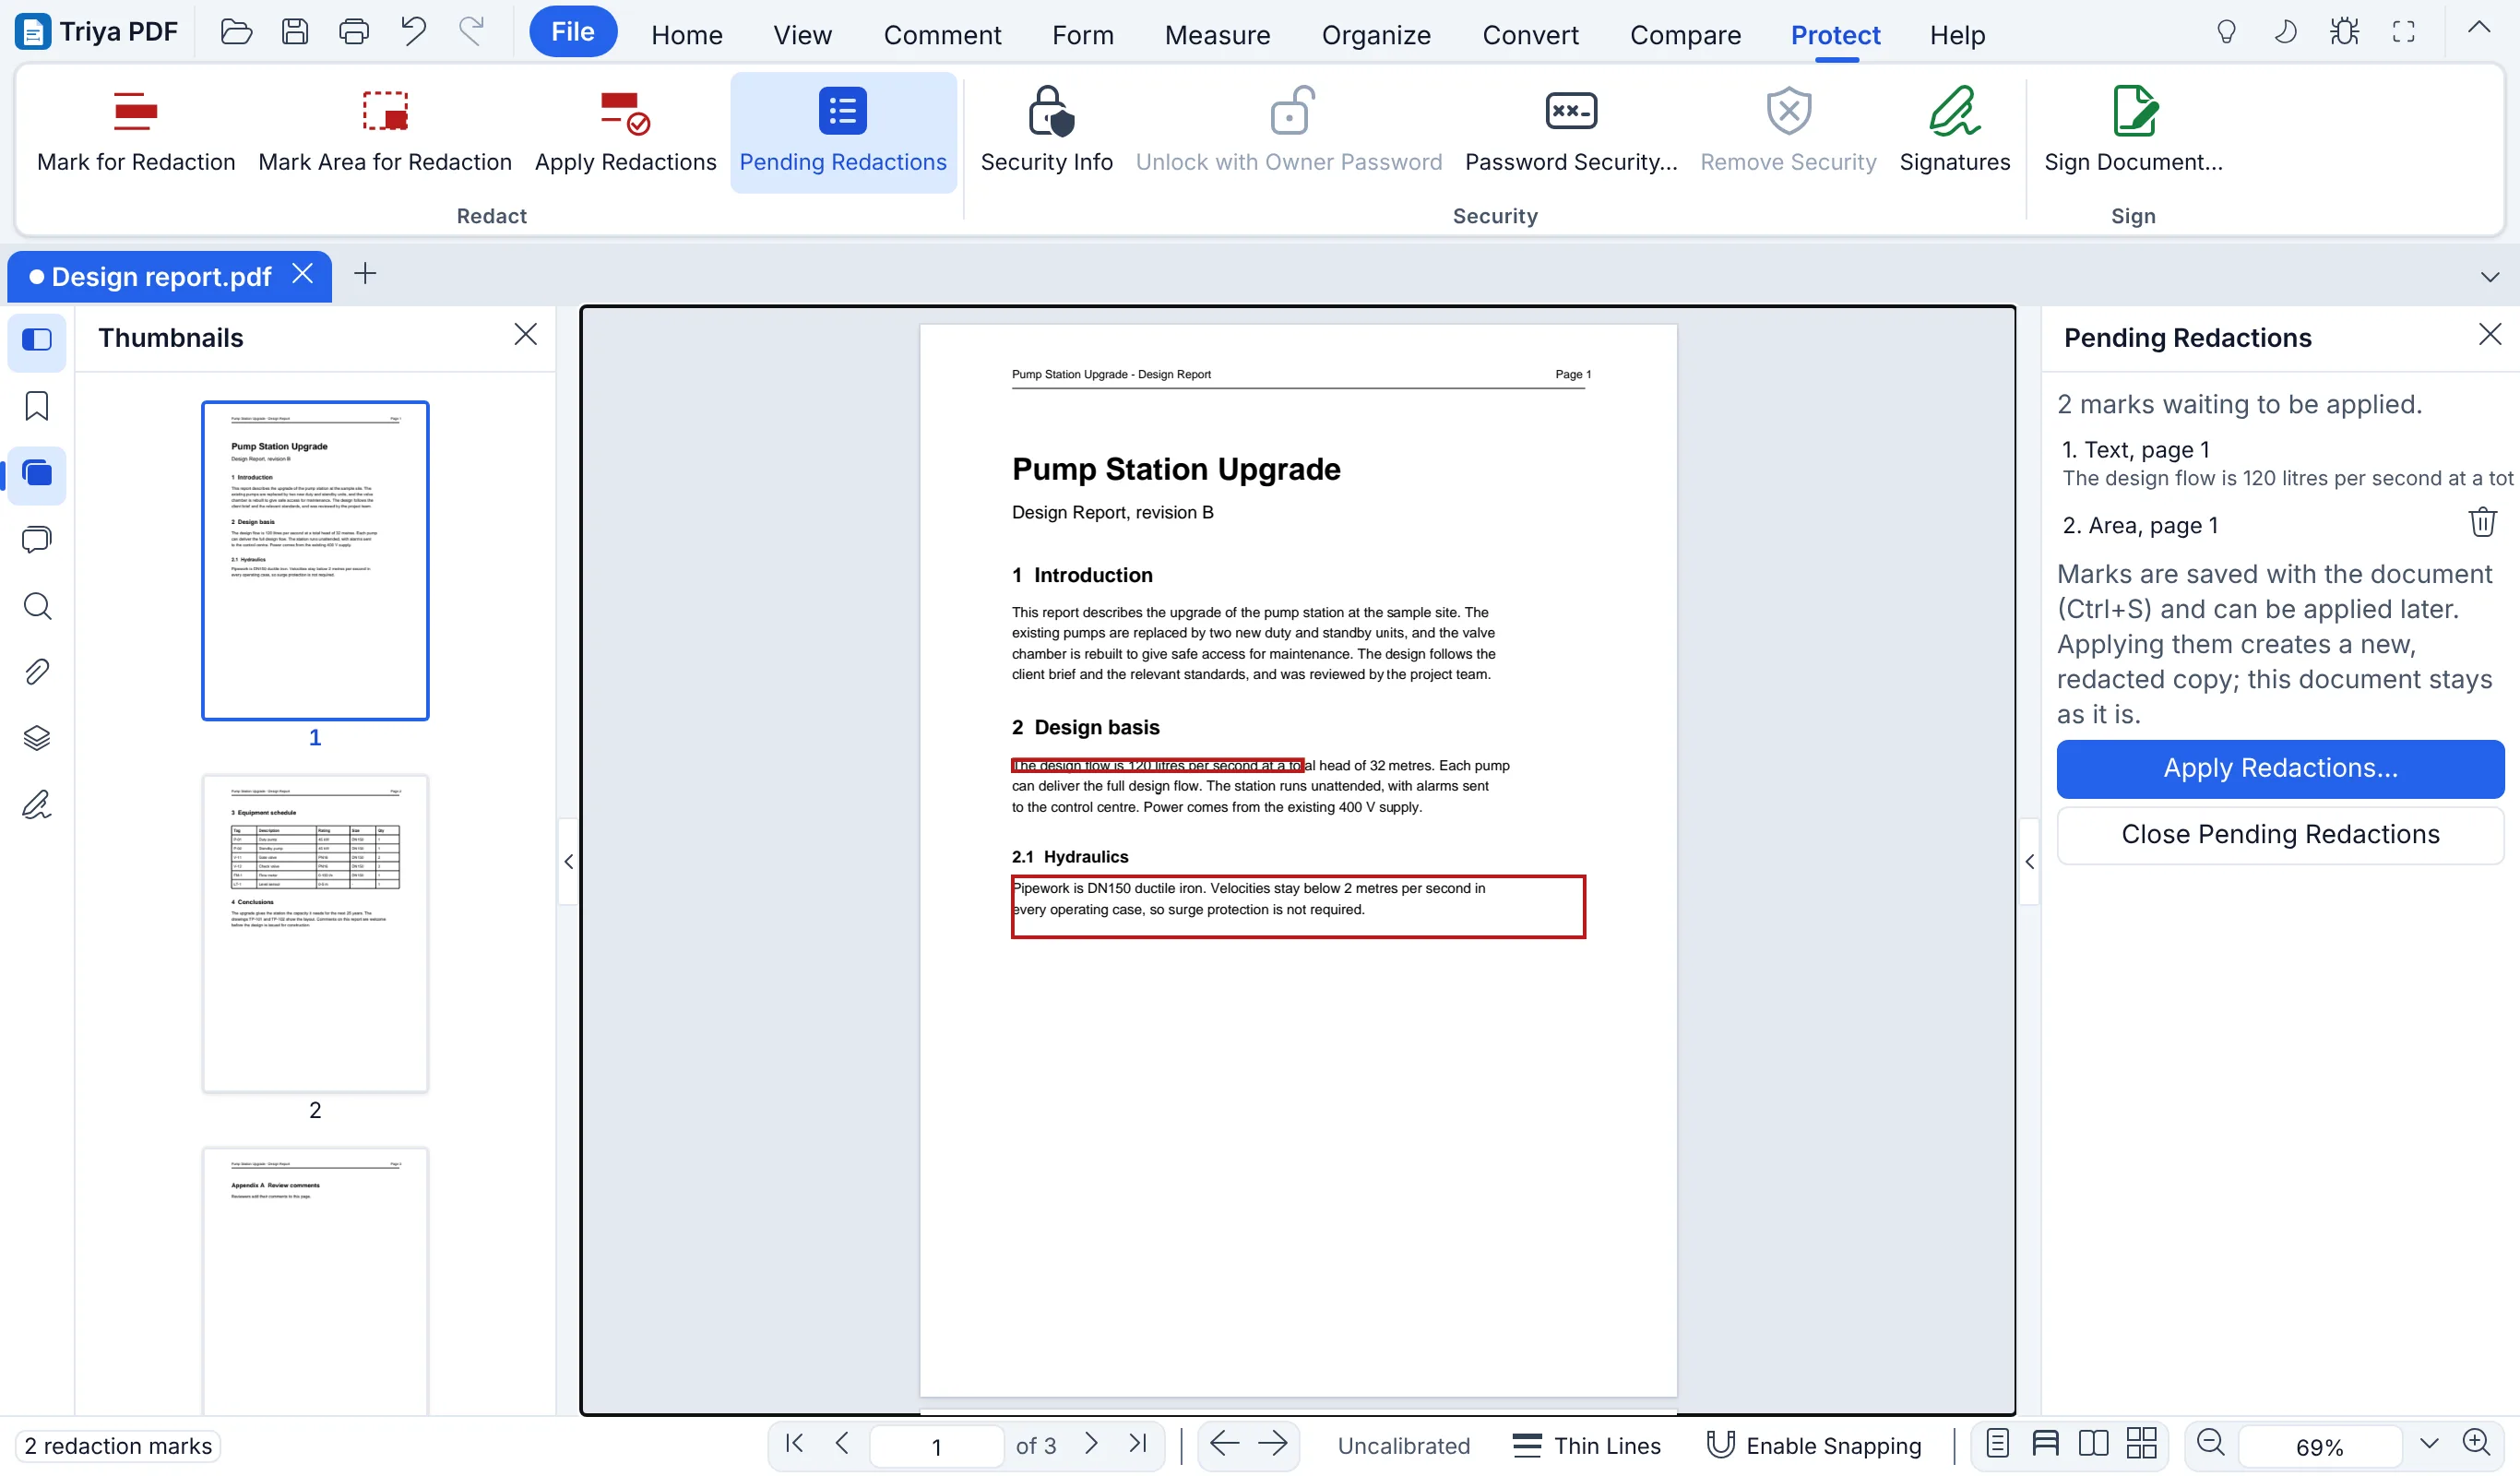 Triya PDF
File
Home
View
Comment
Form
Measure
Organize
Convert
Compare
Protect
Help
Mark for Redaction
Mark Area for Redaction
Apply Redactions
Pending Redactions
Security Info
Unlock with Owner Password
Password Security...
Remove Security
Signatures
Sign Document...
Redact
Security
Sign
Design report.pdf
Thumbnails
1
2
Pump Station Upgrade - Design Report
Page 1
Pump Station Upgrade
Design Report, revision B
1 Introduction
This report describes the upgrade of the pump station at the sample site. The
existing pumps are replaced by two new duty and standby units, and the valve
chamber is rebuilt to give safe access for maintenance. The design follows the
client brief and the relevant standards, and was reviewed by the project team.
2 Design basis
The design flow is 120 litres per second at a total head of 32 metres. Each pump
can deliver the full design flow. The station runs unattended, with alarms sent
to the control centre. Power comes from the existing 400 V supply.
2.1 Hydraulics
Pipework is DN150 ductile iron. Velocities stay below 2 metres per second in
every operating case, so surge protection is not required.
Pending Redactions
2 marks waiting to be applied.
1. Text, page 1
The design flow is 120 litres per second at a tot
2. Area, page 1
Marks are saved with the document
(Ctrl+S) and can be applied later.
Applying them creates a new,
redacted copy; this document stays
as it is.
Apply Redactions...
Close Pending Redactions
2 redaction marks
1
of 3
Uncalibrated
Thin Lines
Enable Snapping
69%